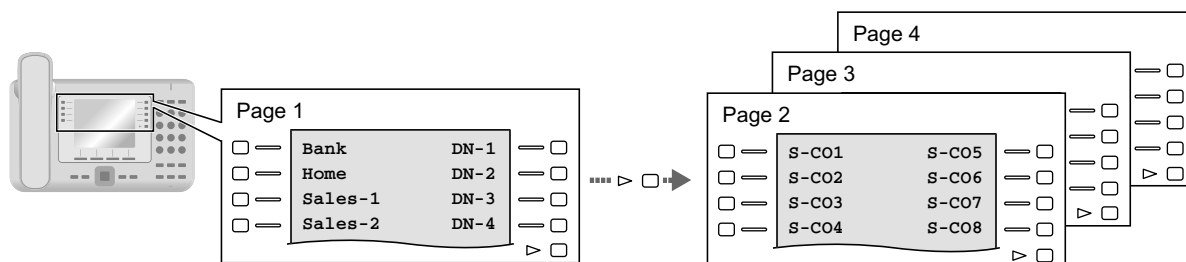 Page 4
Page 3
Page 1
Page 2
Bank DN-1
Home DN-2
Sales-1 DN-3
Sales-2 DN-4
S-CO1 S-CO5
S-CO2 S-CO6
S-CO3 S-CO7
S-CO4 S-CO8